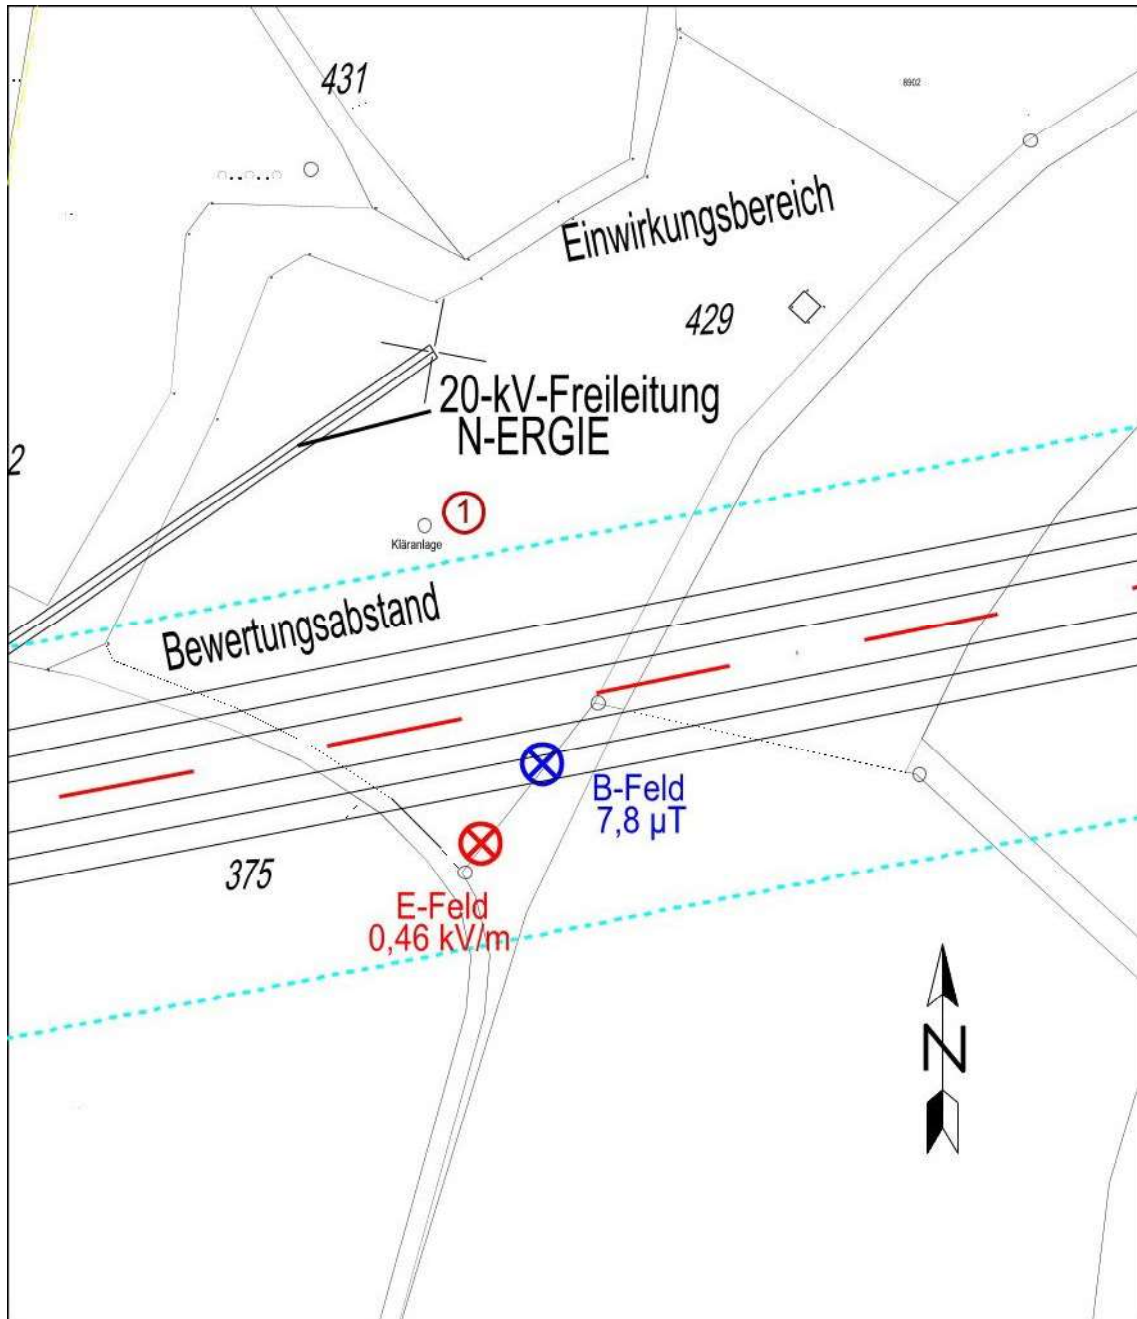 431
8902
Einwirkungsbereich
429
20-kV-Freileitung
N-ERGIE
2
1
Kläranlage
Bewertungsabstand
B-Feld
7,8 µT
375
E-Feld
0,46 kV/m
N